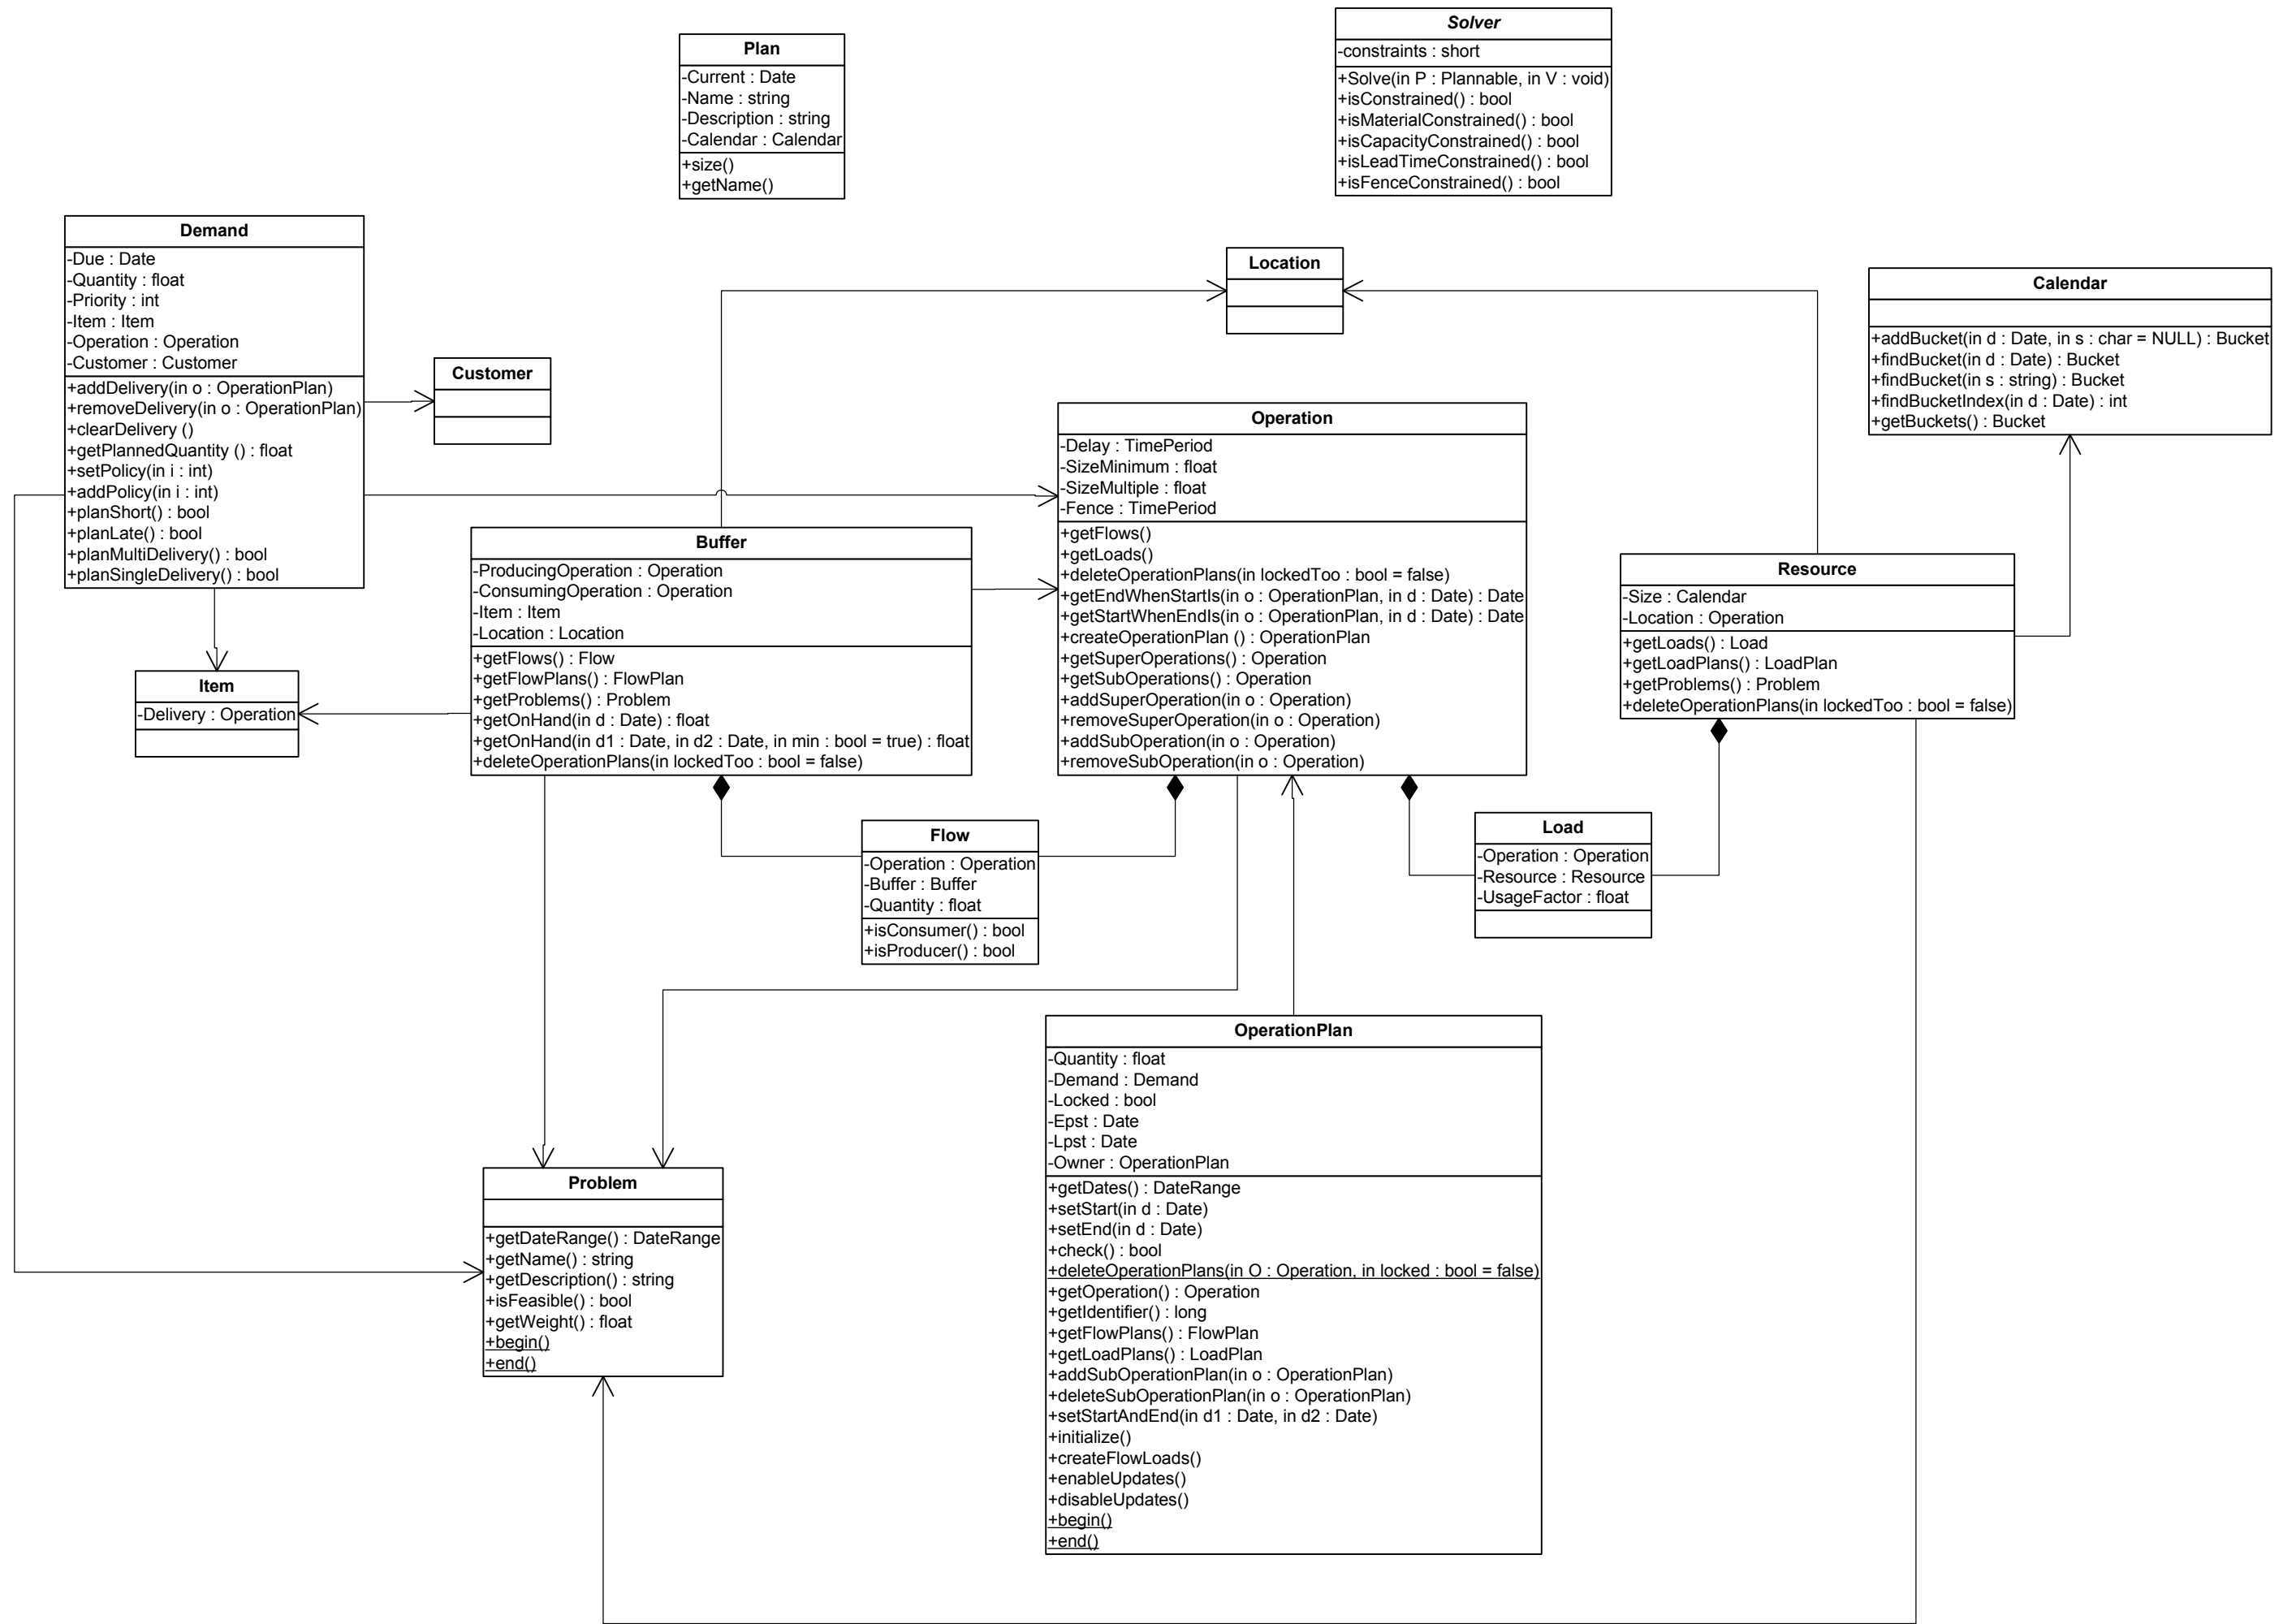 Solver
-constraints : short
+Solve(in P : Plannable, in V : void)
+isConstrained() : bool
+isMaterialConstrained() : bool
+isCapacityConstrained() : bool
+isLeadTimeConstrained() : bool
+isFenceConstrained() : bool
Plan
-Current : Date
-Name : string
-Description : string
-Calendar : Calendar
+size()
+getName()
Demand
-Due : Date
-Quantity : float
-Priority : int
-Item : Item
-Operation : Operation
-Customer : Customer
+addDelivery(in o : OperationPlan)
+removeDelivery(in o : OperationPlan)
+clearDelivery ()
+getPlannedQuantity () : float
+setPolicy(in i : int)
+addPolicy(in i : int)
+planShort() : bool
+planLate() : bool
+planMultiDelivery() : bool
+planSingleDelivery() : bool
Location
Calendar
+addBucket(in d : Date, in s : char = NULL) : Bucket
+findBucket(in d : Date) : Bucket
+findBucket(in s : string) : Bucket
+findBucketIndex(in d : Date) : int
+getBuckets() : Bucket
Customer
Operation
-Delay : TimePeriod
-SizeMinimum : float
-SizeMultiple : float
-Fence : TimePeriod
+getFlows()
+getLoads()
+deleteOperationPlans(in lockedToo : bool = false)
+getEndWhenStartIs(in o : OperationPlan, in d : Date) : Date
+getStartWhenEndIs(in o : OperationPlan, in d : Date) : Date
+createOperationPlan () : OperationPlan
+getSuperOperations() : Operation
+getSubOperations() : Operation
+addSuperOperation(in o : Operation)
+removeSuperOperation(in o : Operation)
+addSubOperation(in o : Operation)
+removeSubOperation(in o : Operation)
Buffer
-ProducingOperation : Operation
-ConsumingOperation : Operation
-Item : Item
-Location : Location
+getFlows() : Flow
+getFlowPlans() : FlowPlan
+getProblems() : Problem
+getOnHand(in d : Date) : float
+getOnHand(in d1 : Date, in d2 : Date, in min : bool = true) : float
+deleteOperationPlans(in lockedToo : bool = false)
Resource
-Size : Calendar
-Location : Operation
+getLoads() : Load
+getLoadPlans() : LoadPlan
+getProblems() : Problem
+deleteOperationPlans(in lockedToo : bool = false)
Item
-Delivery : Operation
Flow
-Operation : Operation
-Buffer : Buffer
-Quantity : float
+isConsumer() : bool
+isProducer() : bool
Load
-Operation : Operation
-Resource : Resource
-UsageFactor : float
OperationPlan
-Quantity : float
-Demand : Demand
-Locked : bool
-Epst : Date
-Lpst : Date
-Owner : OperationPlan
+getDates() : DateRange
+setStart(in d : Date)
+setEnd(in d : Date)
+check() : bool
+deleteOperationPlans(in O : Operation, in locked : bool = false)
+getOperation() : Operation
+getIdentifier() : long
+getFlowPlans() : FlowPlan
+getLoadPlans() : LoadPlan
+addSubOperationPlan(in o : OperationPlan)
+deleteSubOperationPlan(in o : OperationPlan)
+setStartAndEnd(in d1 : Date, in d2 : Date)
+initialize()
+createFlowLoads()
+enableUpdates()
+disableUpdates()
+begin()
+end()
Problem
+getDateRange() : DateRange
+getName() : string
+getDescription() : string
+isFeasible() : bool
+getWeight() : float
+begin()
+end()